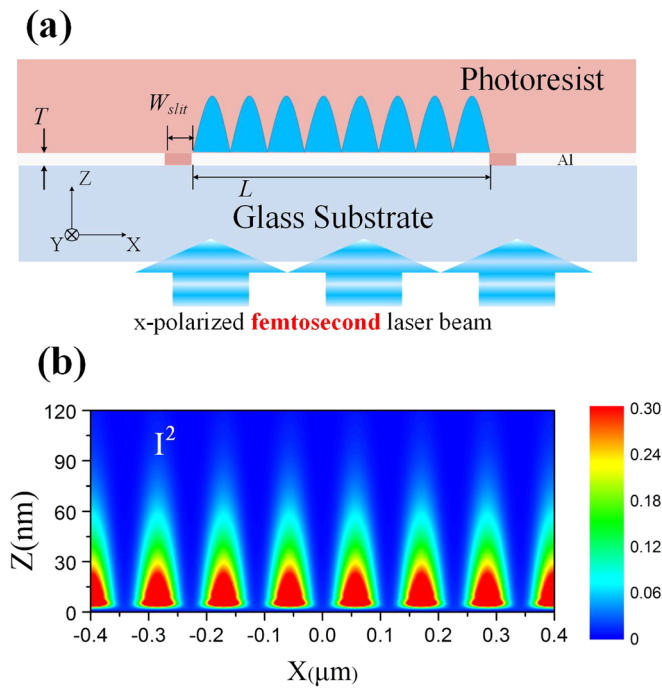 (a)
Photoresist
W_slit
T
Al
L
Z
Glass Substrate
Y X
x-polarized femtosecond laser beam
(b)
120
90
60
30
0
Z(nm)
I²
-0.4 -0.3 -0.2 -0.1 0.0 0.1 0.2 0.3 0.4
X(μm)
0.30
0.24
0.18
0.12
0.06
0